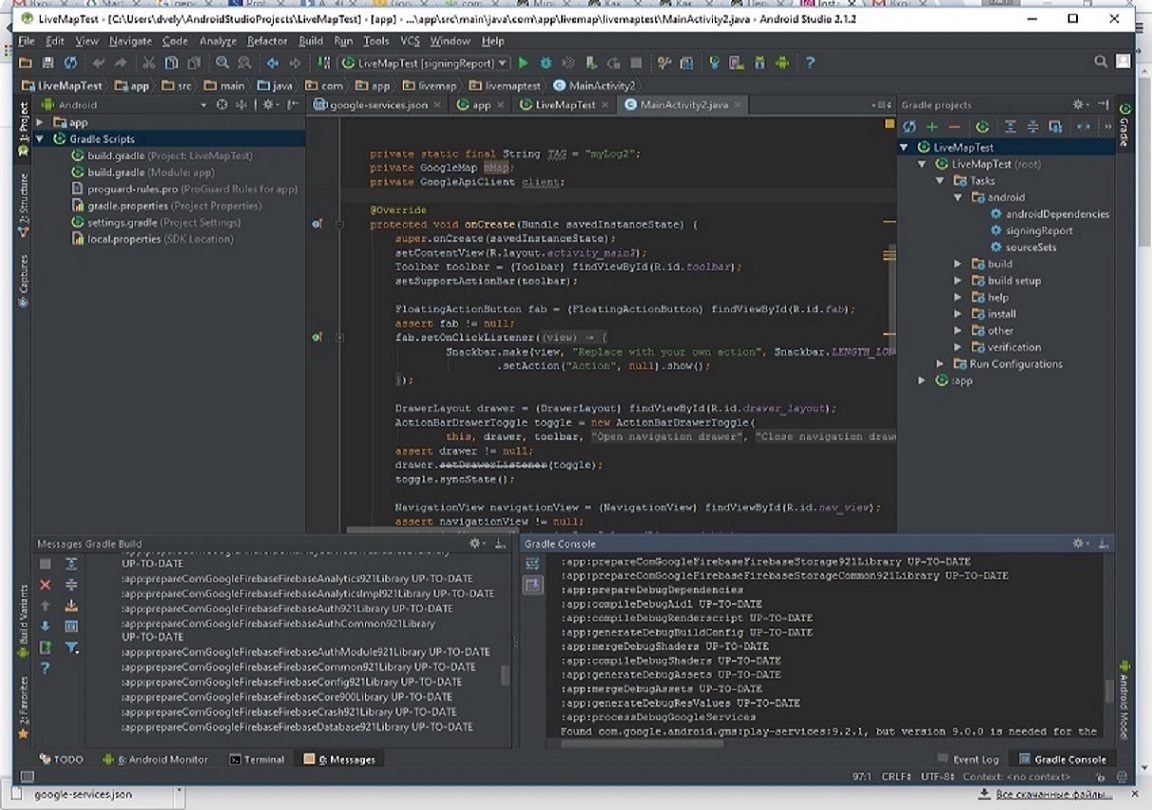 LiveMapTest - [C:\Users\dvely\AndroidStudioProjects\LiveMapTest] - [app] - ...\app\src\main\java\com\app\livemap\livemaptest\MainActivity2.java - Android Studio 2.1.2
File Edit View Navigate Code Analyze Refactor Build Run Tools VCS Window Help
LiveMapTest [signingReport]
LiveMapTest app src main java com app livemap livemaptest MainActivity2
Android
google-services.json app LiveMapTest MainActivity2.java
Gradle projects
1: Project
2: Structure
Captures
Build Variants
2: Favorites
app
Gradle Scripts
build.gradle (Project: LiveMapTest)
build.gradle (Module: app)
proguard-rules.pro (ProGuard Rules for app)
gradle.properties (Project Properties)
settings.gradle (Project Settings)
local.properties (SDK Location)
private static final String TAG = "myLog2";
private GoogleMap mMap;
private GoogleApiClient client;
@Override
protected void onCreate(Bundle savedInstanceState) {
super.onCreate(savedInstanceState);
setContentView(R.layout.activity_main2);
Toolbar toolbar = (Toolbar) findViewById(R.id.toolbar);
setSupportActionBar(toolbar);
FloatingActionButton fab = (FloatingActionButton) findViewById(R.id.fab);
assert fab != null;
fab.setOnClickListener((view) -> {
Snackbar.make(view, "Replace with your own action", Snackbar.LENGTH_LON
.setAction("Action", null).show();
});
DrawerLayout drawer = (DrawerLayout) findViewById(R.id.drawer_layout);
ActionBarDrawerToggle toggle = new ActionBarDrawerToggle(
this, drawer, toolbar, "Open navigation drawer", "Close navigation draw
assert drawer != null;
drawer.setDrawerListener(toggle);
toggle.syncState();
NavigationView navigationView = (NavigationView) findViewById(R.id.nav_view);
assert navigationView != null;
LiveMapTest
LiveMapTest (root)
Tasks
android
androidDependencies
signingReport
sourceSets
build
build setup
help
install
other
verification
Run Configurations
:app
Gradle
Android Model
Messages Gradle Build
UP-TO-DATE
:app:prepareComGoogleFirebaseFirebaseAnalytics921Library UP-TO-DATE
:app:prepareComGoogleFirebaseFirebaseAnalyticsImpl921Library UP-TO-DATE
:app:prepareComGoogleFirebaseFirebaseAuth921Library UP-TO-DATE
:app:prepareComGoogleFirebaseFirebaseAuthCommon921Library
UP-TO-DATE
:app:prepareComGoogleFirebaseFirebaseAuthModule921Library UP-TO-DATE
:app:prepareComGoogleFirebaseFirebaseCommon921Library UP-TO-DATE
:app:prepareComGoogleFirebaseFirebaseConfig921Library UP-TO-DATE
:app:prepareComGoogleFirebaseFirebaseCore900Library UP-TO-DATE
:app:prepareComGoogleFirebaseFirebaseCrash921Library UP-TO-DATE
:app:prepareComGoogleFirebaseFirebaseDatabase921Library UP-TO-DATE
Gradle Console
:app:prepareComGoogleFirebaseFirebaseStorage921Library UP-TO-DATE
:app:prepareComGoogleFirebaseFirebaseStorageCommon921Library UP-TO-DATE
:app:prepareDebugDependencies
:app:compileDebugAidl UP-TO-DATE
:app:compileDebugRenderscript UP-TO-DATE
:app:generateDebugBuildConfig UP-TO-DATE
:app:mergeDebugShaders UP-TO-DATE
:app:compileDebugShaders UP-TO-DATE
:app:generateDebugAssets UP-TO-DATE
:app:mergeDebugAssets UP-TO-DATE
:app:generateDebugResValues UP-TO-DATE
:app:processDebugGoogleServices
Found com.google.android.gms:play-services:9.2.1, but version 9.0.0 is needed for the
TODO 6: Android Monitor Terminal 0: Messages Event Log Gradle Console
97:1 CRLF UTF-8 Context: <no context>
google-services.json
Все скачанные файлы...